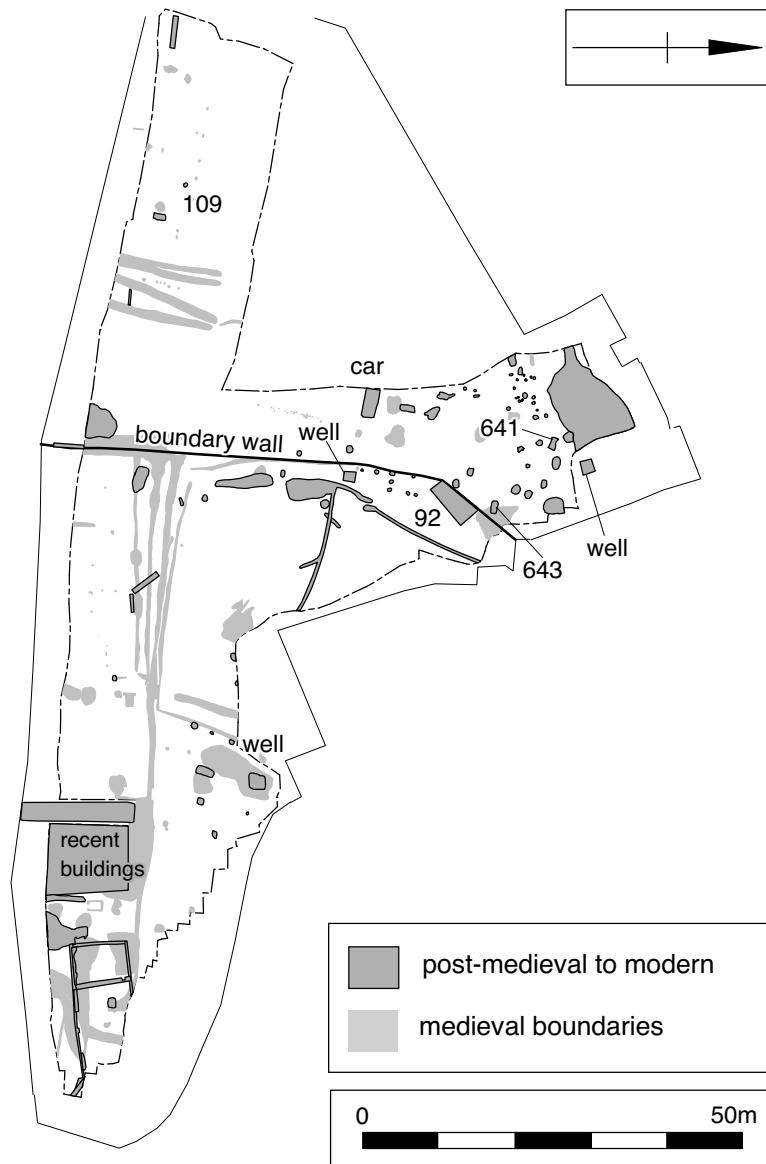 109
car
641
boundary wall
well
92
well
643
well
recent
buildings
post-medieval to modern
medieval boundaries
0 50m